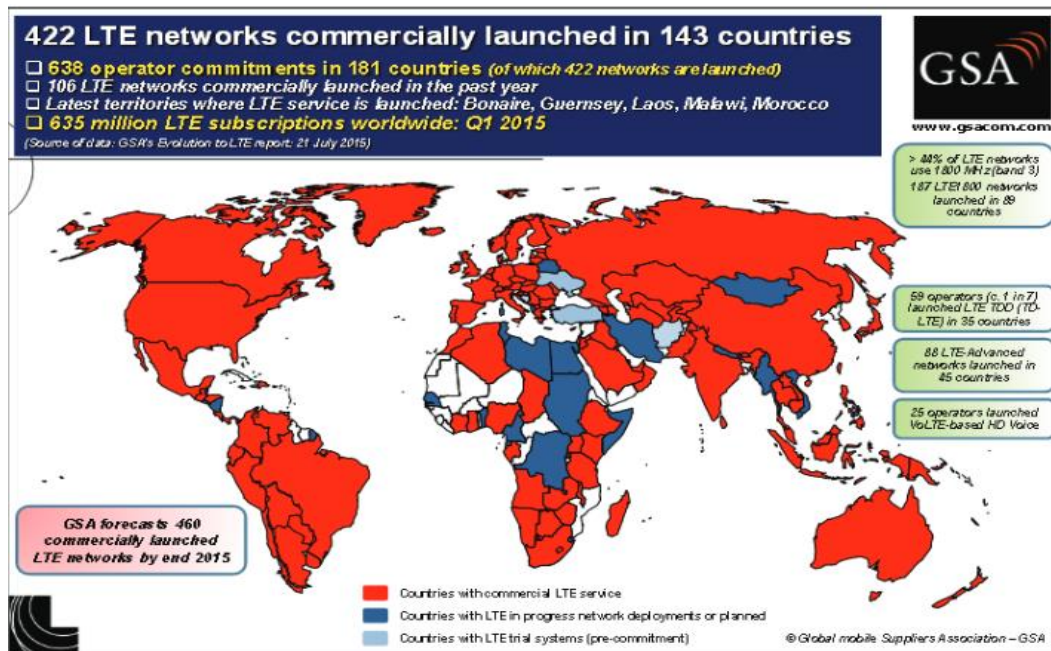 422 LTE networks commercially launched in 143 countries
❑ 638 operator commitments in 181 countries (of which 422 networks are launched)
❑ 106 LTE networks commercially launched in the past year
❑ Latest territories where LTE service is launched: Bonaire, Guernsey, Laos, Malawi, Morocco
❑ 635 million LTE subscriptions worldwide: Q1 2015
(Source of data: GSA's Evolution to LTE report: 21 July 2015)
GSA
www.gsacom.com
> 44% of LTE networks
use 1800 MHz (band 3)
187 LTE1800 networks
launched in 89
countries
59 operators (c.1 in 7)
launched LTE TDD (TD-
LTE) in 35 countries
88 LTE-Advanced
networks launched in
45 countries
25 operators launched
VoLTE-based HD Voice
GSA forecasts 460
commercially launched
LTE networks by end 2015
Countries with commercial LTE service
Countries with LTE in progress network deployments or planned
Countries with LTE trial systems (pre-commitment)
© Global mobile Suppliers Association – GSA